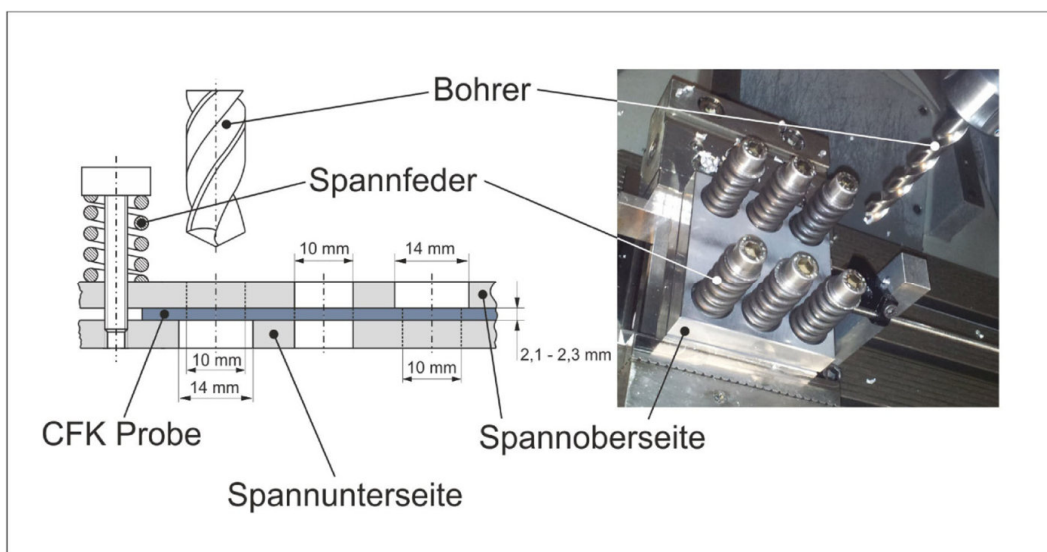 Bohrer
Spannfeder
10 mm
14 mm
10 mm
14 mm
10 mm
2,1 - 2,3 mm
CFK Probe
Spannoberseite
Spannunterseite